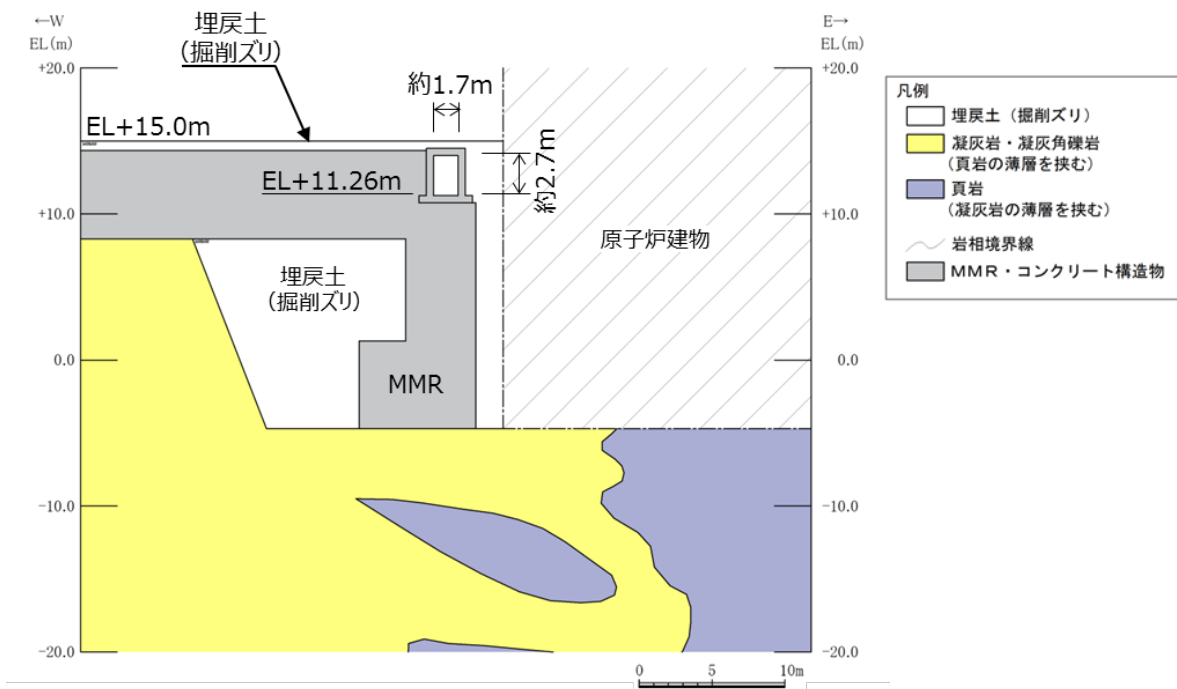 ←W
EL(m)
埋戻土
(掘削ズリ)
E→
EL(m)
+20.0
+20.0
約1.7m
EL+15.0m
約2.7m
EL+11.26m
+10.0
+10.0
原子炉建物
埋戻土
(掘削ズリ)
0.0
0.0
MMR
-10.0
-10.0
-20.0
-20.0
0 5 10m
凡例
埋戻土（掘削ズリ）
凝灰岩・凝灰角礫岩
(頁岩の薄層を挟む)
頁岩
(凝灰岩の薄層を挟む)
岩相境界線
MMR・コンクリート構造物